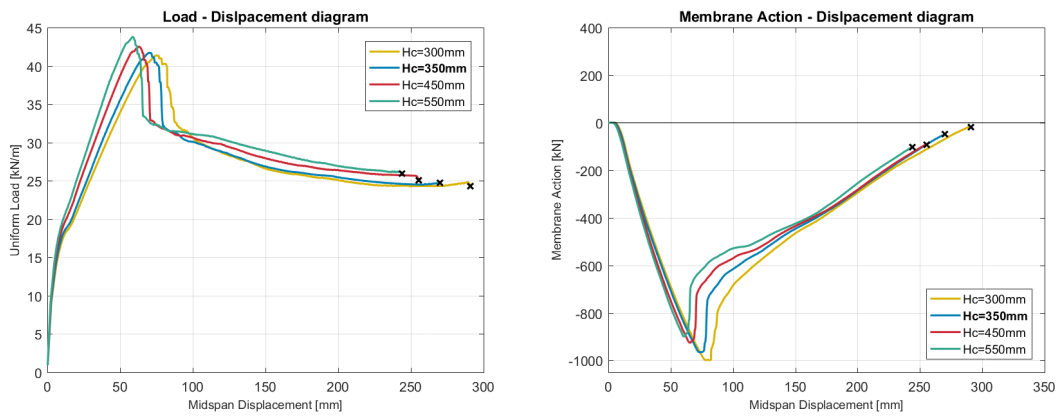 Load - Dislpacement diagram
45
40
35
30
25
20
15
10
5
0
Uniform Load [kN/m]
Hc=300mm
Hc=350mm
Hc=450mm
Hc=550mm
0 50 100 150 200 250 300
Midspan Displacement [mm]
Membrane Action - Dislpacement diagram
400
200
0
-200
-400
-600
-800
-1000
Membrane Action [kN]
Hc=300mm
Hc=350mm
Hc=450mm
Hc=550mm
0 50 100 150 200 250 300 350
Midspan Displacement [mm]